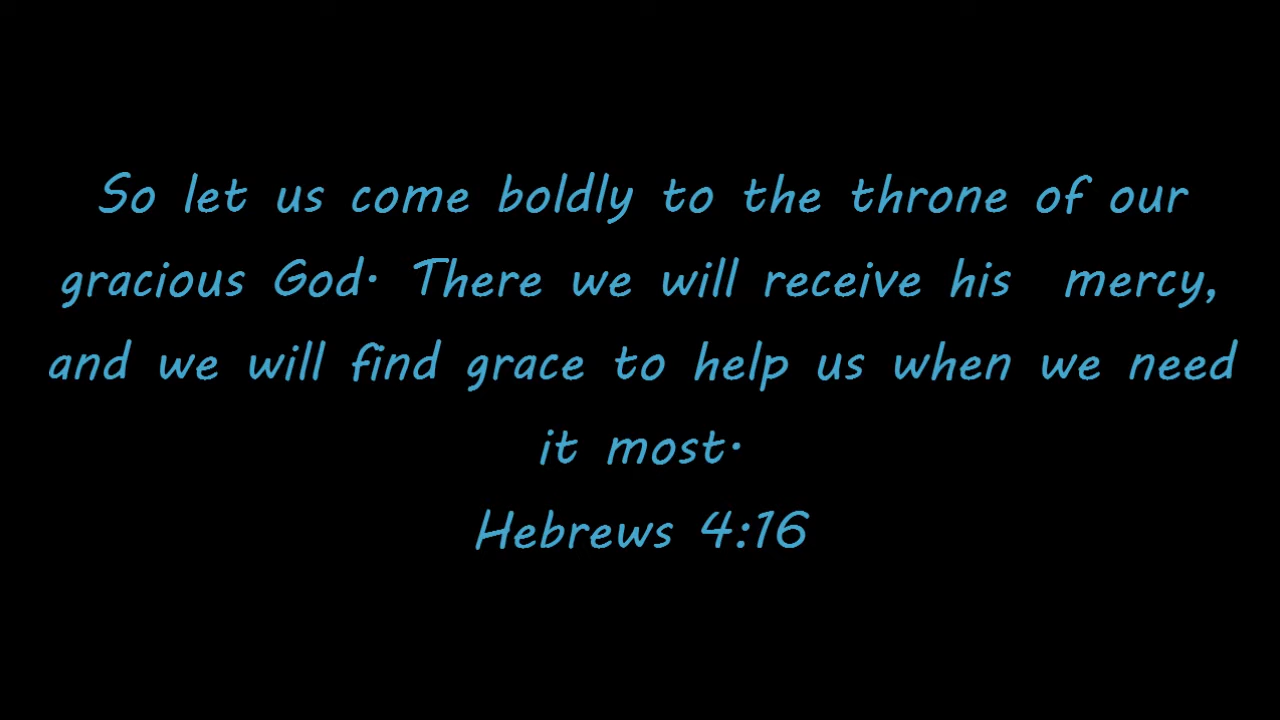 So let us come boldly to the throne of our
gracious God. There we will receive his  mercy,
and we will find grace to help us when we need
it most.
Hebrews 4:16